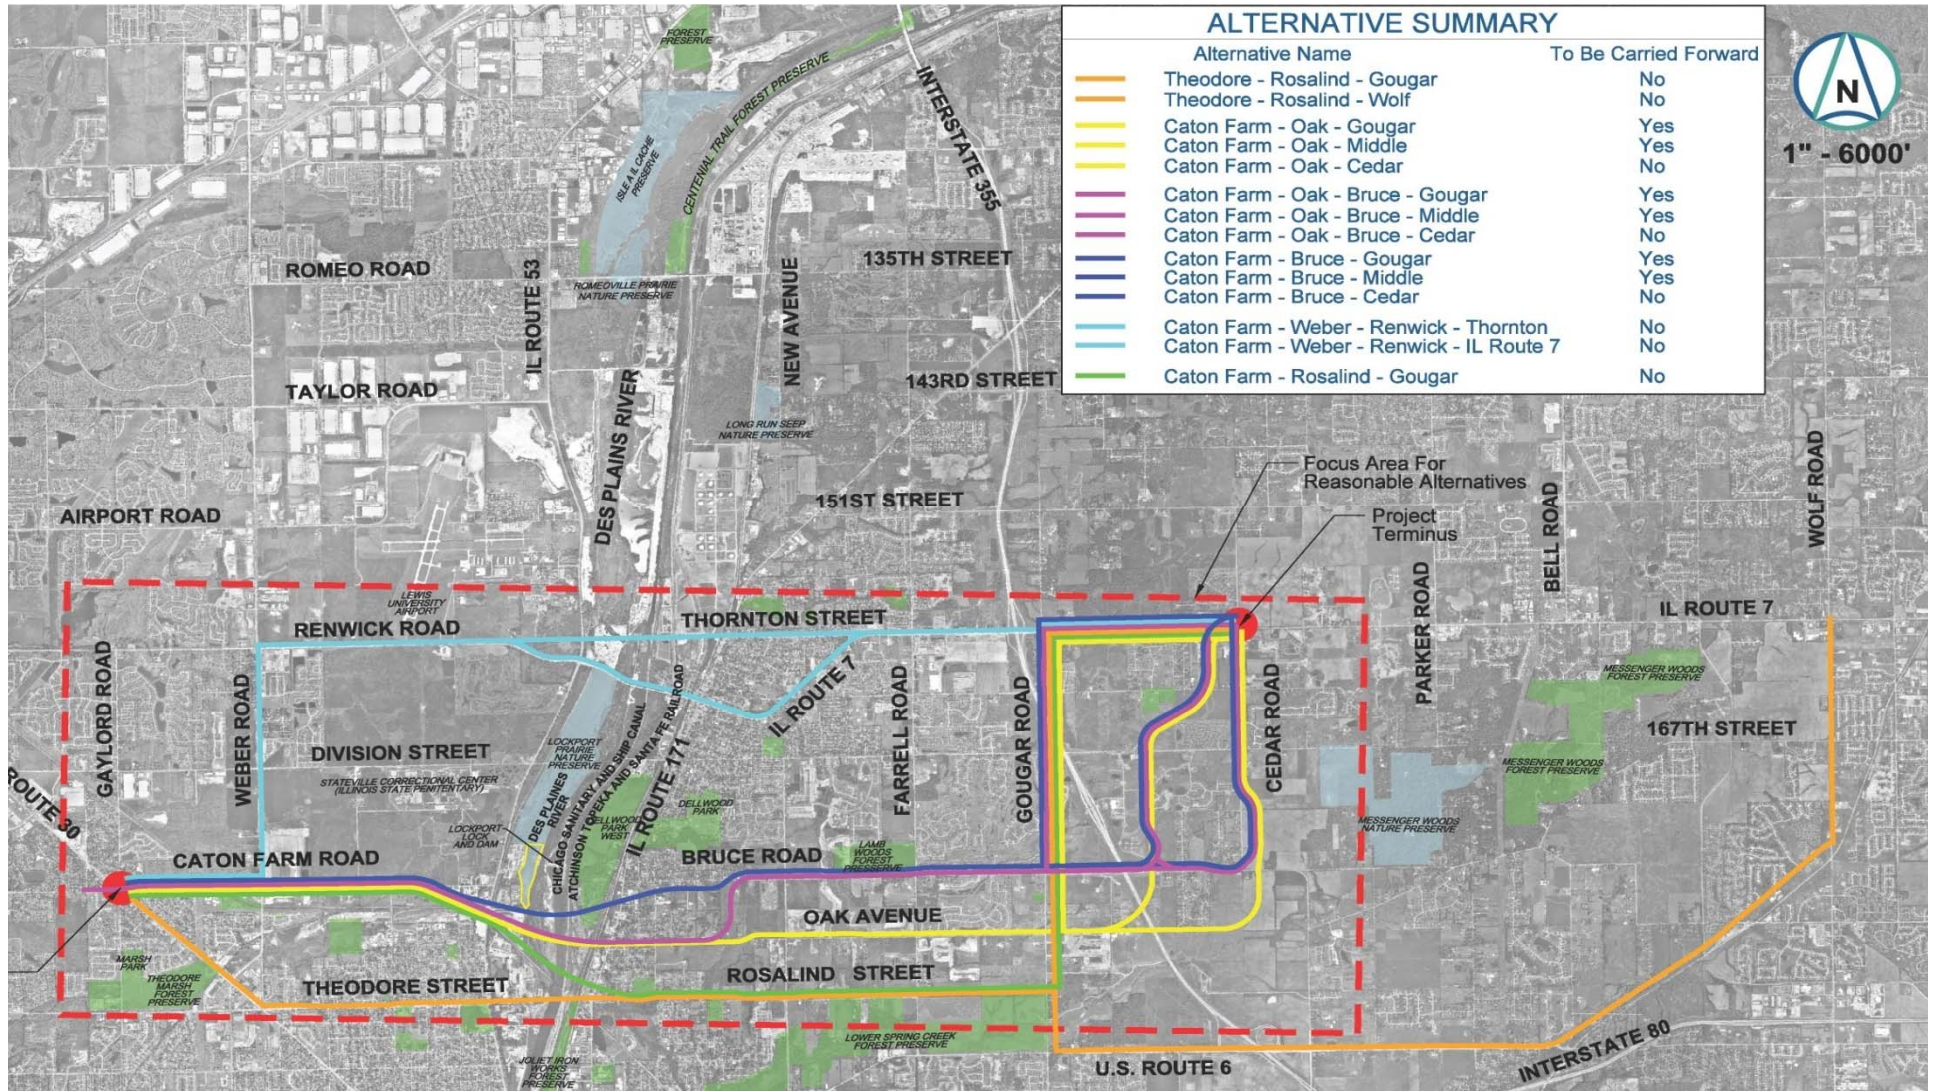 ALTERNATIVE SUMMARY
Alternative Name To Be Carried Forward
Theodore - Rosalind - Gougar No
Theodore - Rosalind - Wolf No
Caton Farm - Oak - Gougar Yes
Caton Farm - Oak - Middle Yes
Caton Farm - Oak - Cedar No
Caton Farm - Oak - Bruce - Gougar Yes
Caton Farm - Oak - Bruce - Middle Yes
Caton Farm - Oak - Bruce - Cedar No
Caton Farm - Bruce - Gougar Yes
Caton Farm - Bruce - Middle Yes
Caton Farm - Bruce - Cedar No
Caton Farm - Weber - Renwick - Thornton No
Caton Farm - Weber - Renwick - IL Route 7 No
Caton Farm - Rosalind - Gougar No
N
1" - 6000'
FOREST
PRESERVE
CENTENIAL TRAIL FOREST PRESERVE
INTERSTATE 355
ISLE A IL CACHE
PRESERVE
ROMEO ROAD
IL ROUTE 53
135TH STREET
ROMEOVILLE PRAIRIE
NATURE PRESERVE
NEW AVENUE
TAYLOR ROAD
143RD STREET
DES PLAINS RIVER
LONG RUN SEEP
NATURE PRESERVE
Focus Area For
Reasonable Alternatives
Project
Terminus
151ST STREET
AIRPORT ROAD
BELL ROAD
WOLF ROAD
LEWIS
UNIVERSITY
AIRPORT
RENWICK ROAD
THORNTON STREET
PARKER ROAD
IL ROUTE 7
GAYLORD ROAD
WEBER ROAD
IL ROUTE 7
FARRELL ROAD
GOUGAR ROAD
CEDAR ROAD
MESSENGER WOODS
FOREST PRESERVE
167TH STREET
DIVISION STREET
STATEVILLE CORRECTIONAL CENTER
(ILLINOIS STATE PENITENTARY)
LOCKPORT
PRAIRIE
NATURE
PRESERVE
DES PLAINES
RIVER
CHICAGO SANITARY AND SHIP CANAL
ATCHINSON TOPEKA AND SANTA FE RAILROAD
IL ROUTE 171
DELLWOOD
PARK
DELLWOOD
PARK
WEST
MESSENGER WOODS
FOREST PRESERVE
MESSENGER WOODS
NATURE PRESERVE
ROUTE 30
LOCKPORT
LOCK
AND DAM
CATON FARM ROAD
BRUCE ROAD
LAMB
WOODS
FOREST
PRESERVE
OAK AVENUE
MARSH
PARK
THEODORE
MARSH
FOREST
PRESERVE
THEODORE STREET
ROSALIND STREET
LOWER SPRING CREEK
FOREST PRESERVE
JOLIET IRON
WORKS
FOREST
PRESERVE
U.S. ROUTE 6
INTERSTATE 80